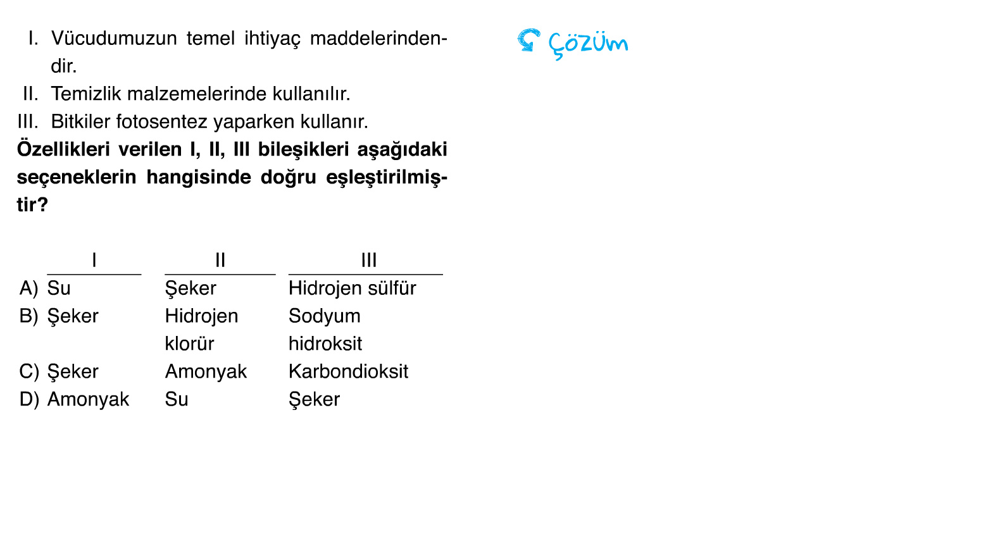 I. Vücudumuzun temel ihtiyaç maddelerinden-
dir.
II. Temizlik malzemelerinde kullanılır.
III. Bitkiler fotosentez yaparken kullanır.
Özellikleri verilen I, II, III bileşikleri aşağıdaki
seçeneklerin hangisinde doğru eşleştirilmiş-
tir?
I II III
A) Su Şeker Hidrojen sülfür
B) Şeker Hidrojen Sodyum
klorür hidroksit
C) Şeker Amonyak Karbondioksit
D) Amonyak Su Şeker
Çözüm